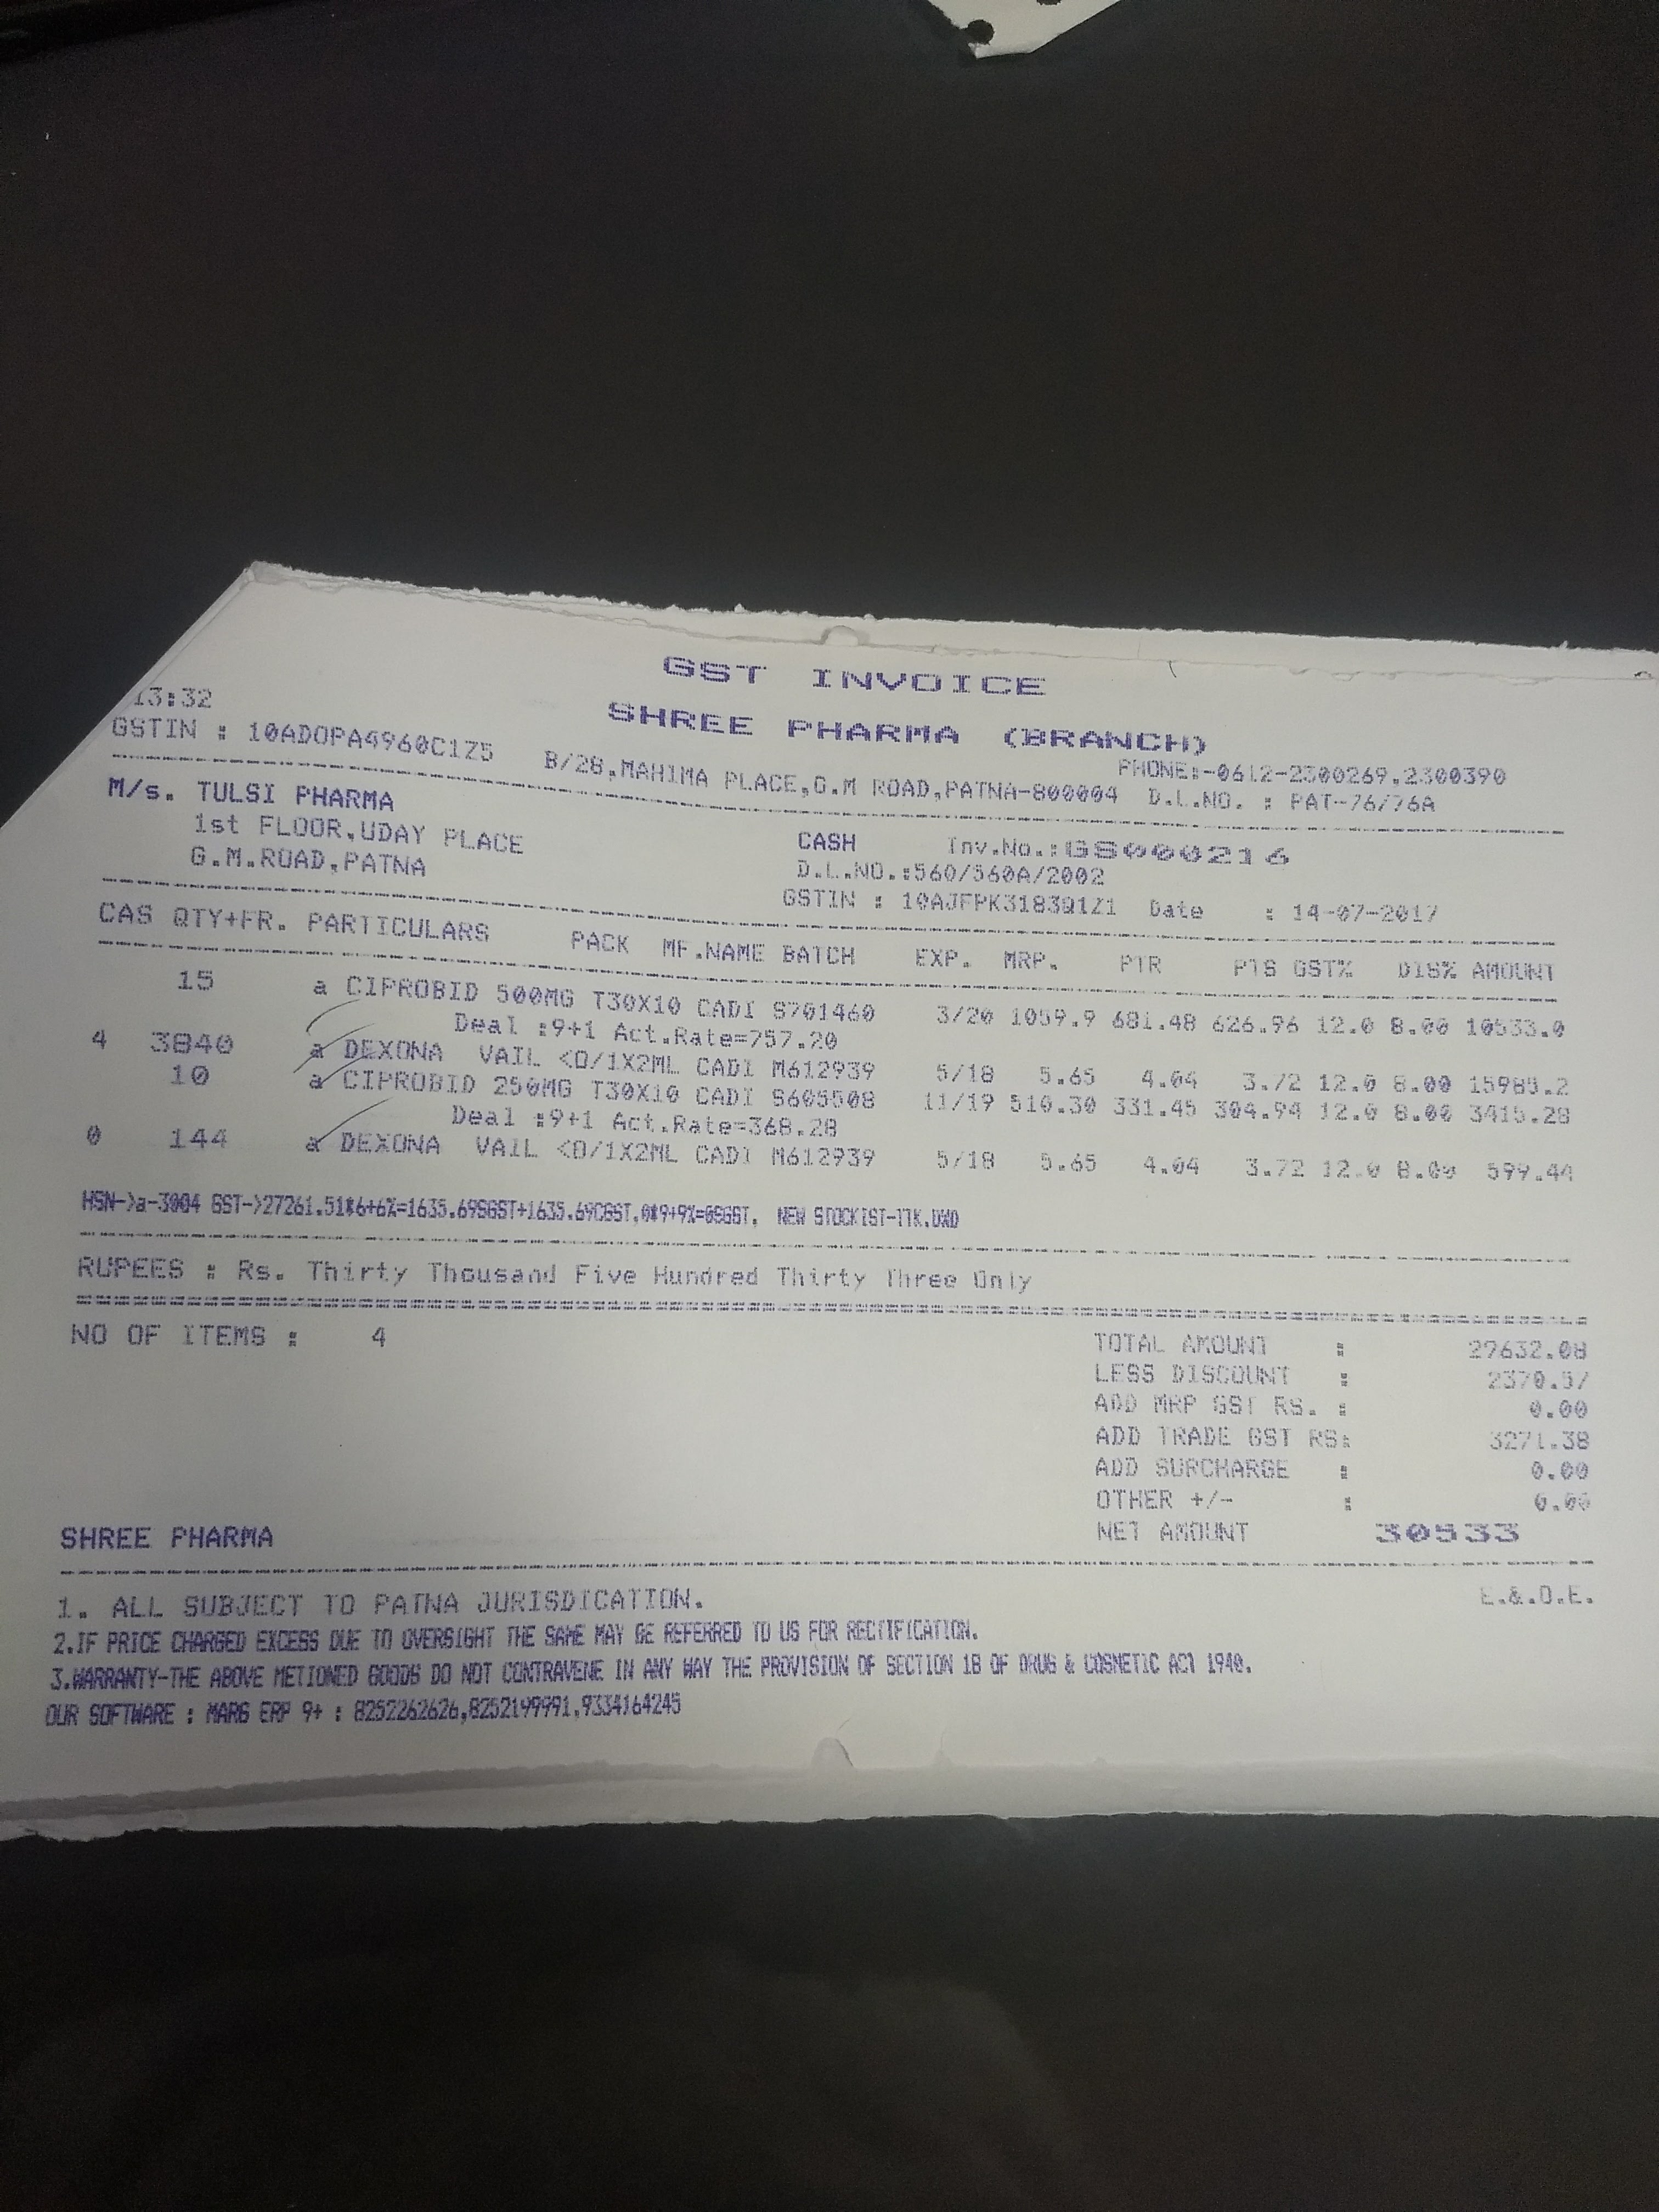 GST INVOICE
13:32
SHREE PHARMA (BRANCH)
GSTIN : 10ADOPA4960C1Z5
PHONE:-0612-2300269,2300390
B/28,MAHIMA PLACE,G.M ROAD,PATNA-800004 D.L.NO. : PAT-76/76A
M/s. TULSI PHARMA
1st FLOOR,UDAY PLACE CASH Inv.No.:GS000216
G.M.ROAD,PATNA D.L.NO.:560/560A/2002
GSTIN : 10AJFPK3183Q1Z1 Date : 14-07-2017
CAS QTY+FR. PARTICULARS PACK MF.NAME BATCH EXP. MRP. PTR PTS GST% DIS% AMOUNT
15 a CIPROBID 500MG T30X10 CADI S701460 3/20 1059.9 681.48 626.96 12.0 8.00 10533.0
Deal :9+1 Act.Rate=757.20
4 3840 a DEXONA VAIL <D/1X2ML CADI M612939 5/18 5.65 4.04 3.72 12.0 8.00 15985.2
10 a CIPROBID 250MG T30X10 CADI S605508 11/19 510.30 331.45 304.94 12.0 8.00 3415.28
Deal :9+1 Act.Rate=368.28
0 144 a DEXONA VAIL <D/1X2ML CADI M612939 5/18 5.65 4.04 3.72 12.0 8.00 599.44
HSN->a-3004 GST->27261.51*6+6%=1635.69SGST+1635.69CGST,0*9+9%=0SGST, NEW STOCKIST-17K.DWD
RUPEES : Rs. Thirty Thousand Five Hundred Thirty Three Only
NO OF ITEMS : 4
TOTAL AMOUNT : 29632.08
LESS DISCOUNT : 2370.57
ADD MRP GST RS. : 0.00
ADD TRADE GST RS: 3271.38
ADD SURCHARGE : 0.00
OTHER +/- : 0.00
SHREE PHARMA NET AMOUNT 30533
1. ALL SUBJECT TO PATNA JURISDICATION. E.&.O.E.
2.IF PRICE CHARGED EXCESS DUE TO OVERSIGHT THE SAME MAY BE REFERRED TO US FOR RECTIFICATION.
3.WARRANTY-THE ABOVE METIONED GOODS DO NOT CONTRAVENE IN ANY WAY THE PROVISION OF SECTION 18 OF DRUG & COSMETIC ACT 1940.
OUR SOFTWARE : MARG ERP 9+ : 8252262626,8252199991,9334164245